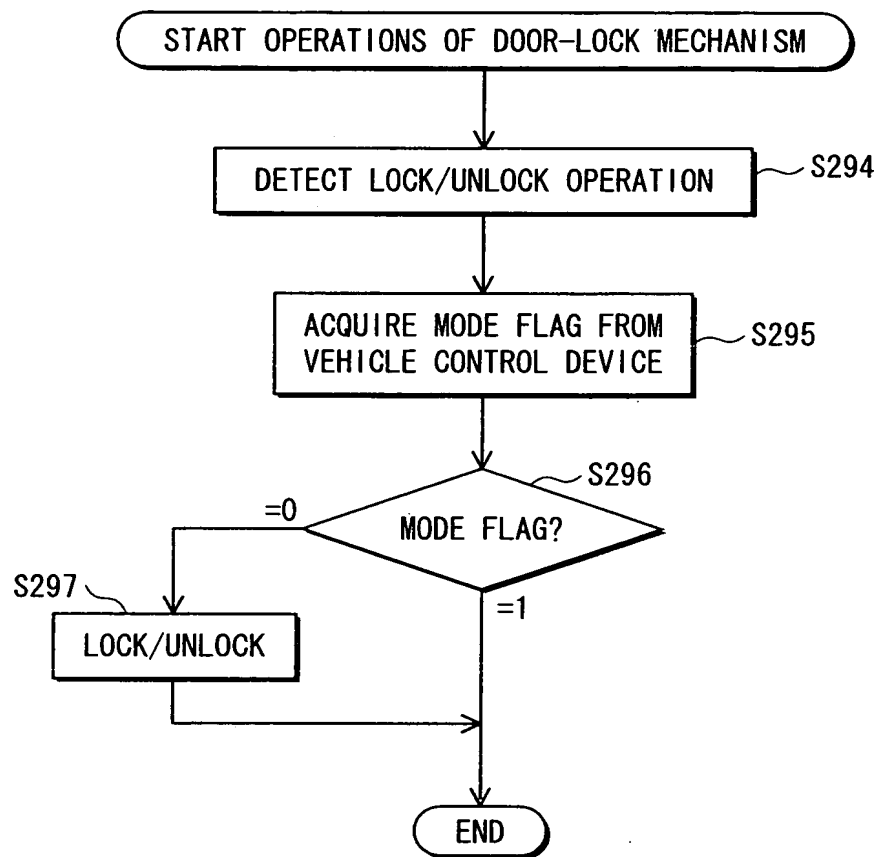 START OPERATIONS OF DOOR-LOCK MECHANISM
DETECT LOCK/UNLOCK OPERATION
S294
ACQUIRE MODE FLAG FROM
VEHICLE CONTROL DEVICE
S295
S296
=0
MODE FLAG?
S297
=1
LOCK/UNLOCK
END